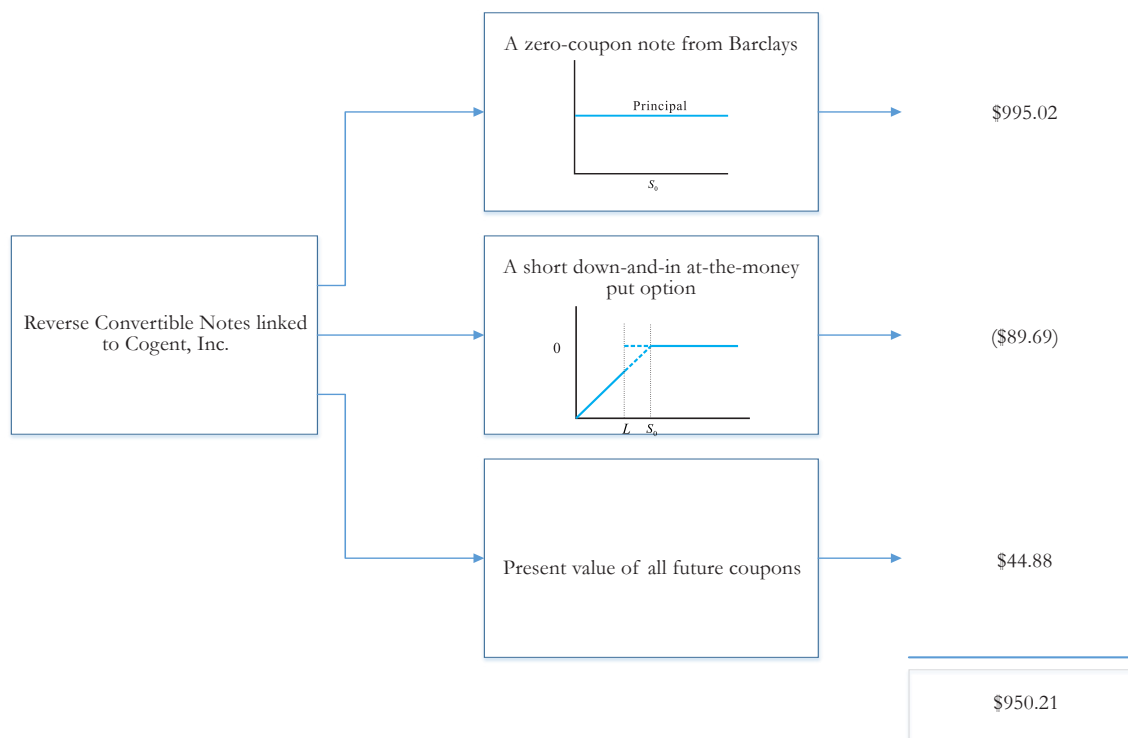 A zero-coupon note from Barclays
Principal
S₀
$995.02
Reverse Convertible Notes linked
to Cogent, Inc.
A short down-and-in at-the-money
put option
0
L S₀
($89.69)
Present value of all future coupons
$44.88
$950.21